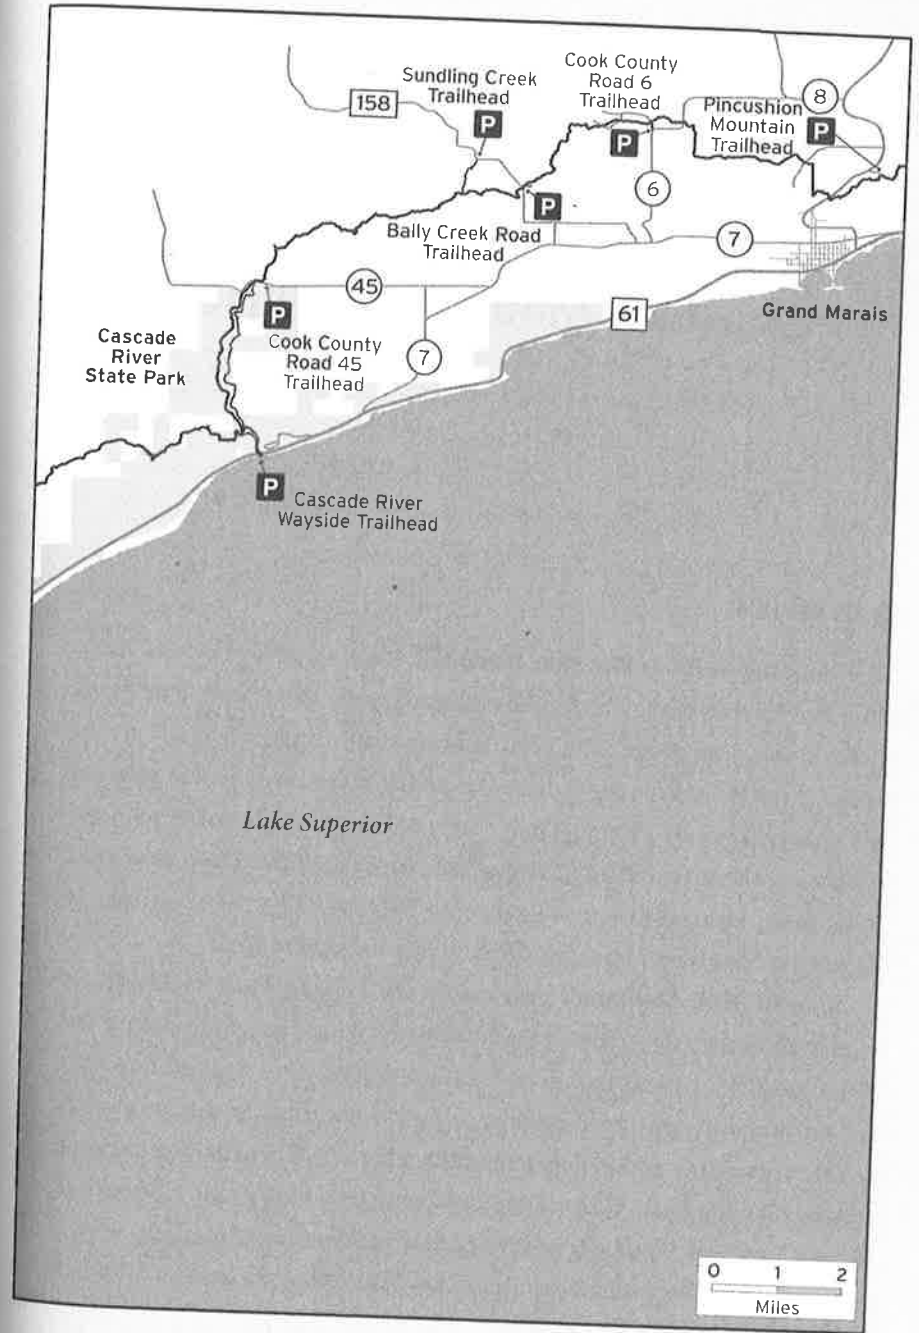 Sundling Creek
Trailhead
P
158
Cook County
Road 6
Trailhead
P
Pincushion
Mountain
Trailhead
P
8
6
P
Bally Creek Road
Trailhead
7
45
P
Cook County
Road 45
Trailhead
7
61
Grand Marais
Cascade
River
State Park
P
Cascade River
Wayside Trailhead
Lake Superior
0 1 2
Miles